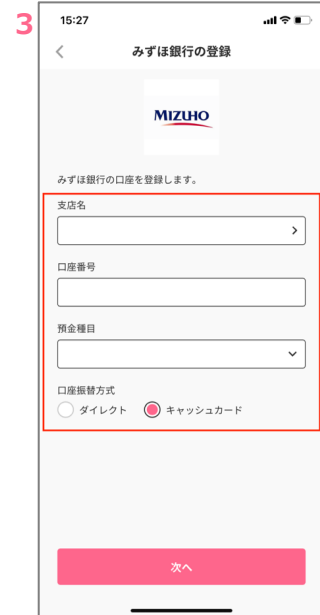 3
15:27
みずほ銀行の登録
MIZUHO
みずほ銀行の口座を登録します。
支店名
口座番号
預金種目
口座振替方式
ダイレクト キャッシュカード
次へ